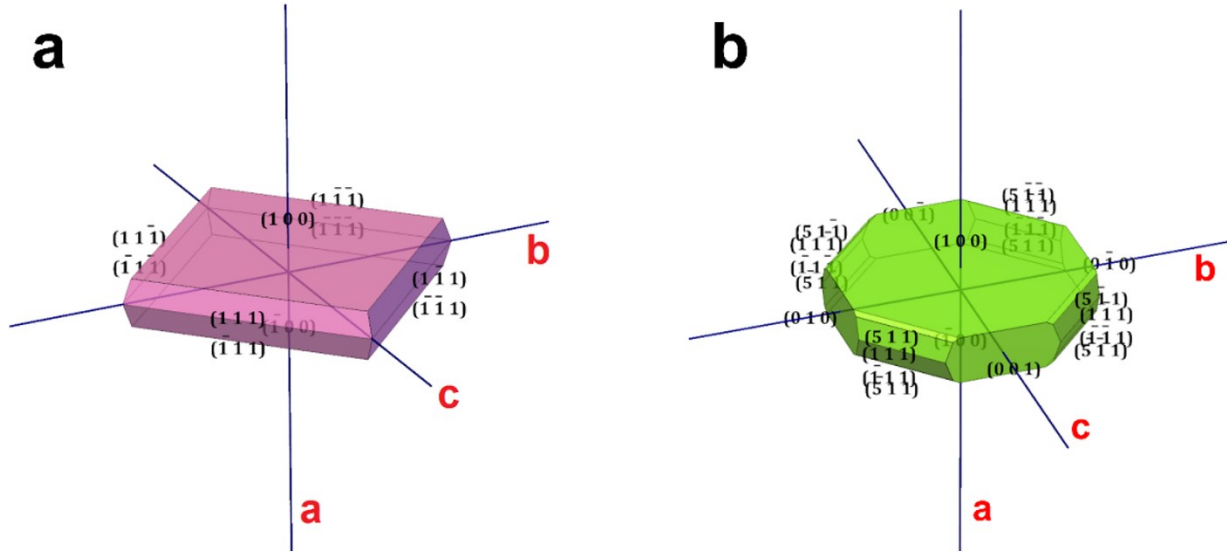 a
(1 1̄ 1̄)
(1 0 0)
(1̄ 1̄ 1̄)
(1 1 1̄)
(1̄ 1 1̄)
b
(1 1̄ 1)
(1̄ 1̄ 1)
(1 1 1)
(1̄ 0 0)
(1̄ 1 1)
c
a
b
(5 1̄ 1̄)
(1 1̄ 1̄)
(0 0 1̄)
(1̄ 1̄ 1̄)
(5̄ 1̄ 1̄)
(1 0 0)
(5 1 1̄)
(1 1 1̄)
(1̄ 1 1̄)
(5̄ 1 1̄)
(0 1̄ 0)
b
(5 1̄ 1)
(1 1̄ 1)
(1̄ 1̄ 1)
(5̄ 1̄ 1)
(0 1 0)
(5 1 1)
(1̄ 0 0)
(1 1 1)
(0 0 1)
(1̄ 1 1)
(5̄ 1 1)
c
a